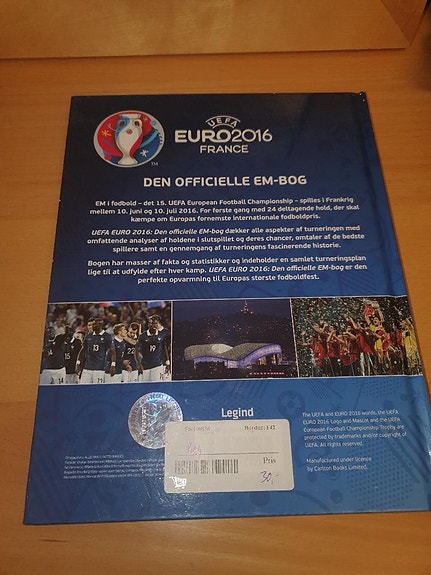 UEFA
EURO2016
FRANCE
TM
DEN OFFICIELLE EM-BOG
EM i fodbold – det 15. UEFA European Football Championship – spilles i Frankrig
mellem 10. juni og 10. juli 2016. For første gang med 24 deltagende hold, der skal
kæmpe om Europas fornemste internationale fodboldpris.
UEFA EURO 2016: Den officielle EM-bog dækker alle aspekter af turneringen med
omfattende analyser af holdene i slutspillet og deres chancer, omtaler af de bedste
spillere samt en gennemgang af turneringens fascinerende historie.
Bogen har masser af fakta og statistikker og indeholder en samlet turneringsplan
lige til at udfylde efter hver kamp. UEFA EURO 2016: Den officielle EM-bog er den
perfekte opvarmning til Europas største fodboldfest.
14
15
13
22
19
Legind
The UEFA and EURO 2016 words, the UEFA
EURO 2016 Logo and Mascot and the UEFA
European Football Championship Trophy are
protected by trademarks and/or copyright of
UEFA. All rights reserved.
Manufactured under licence
by Carlton Books Limited.
Pris
30,-